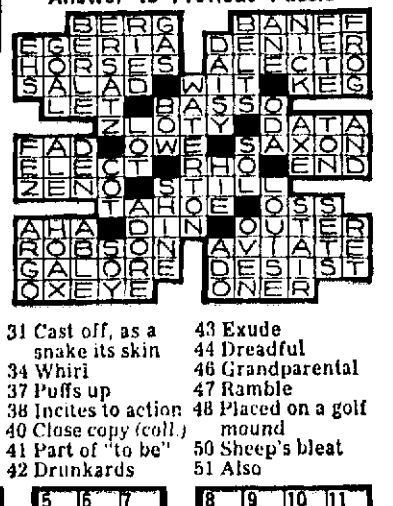 Answer to Previous Puzzle
BERG BANFF
EGERIA DENIER
HORSES ALECTO
SALAD WIT KEG
LET BASSO
ZLOTY DATA
FAD OWE SAXON
ELECT RHO END
ZENO STILL
TAHOE OSS
AHA DIN OUTER
ROBSON AVIATE
GALORE DESIST
OXEYE ONER
31 Cast off, as a
snake its skin
34 Whirl
37 Puffs up
38 Incites to action
40 Close copy (coll.)
41 Part of "to be"
42 Drunkards
43 Exude
44 Dreadful
46 Grandparental
47 Ramble
48 Placed on a golf
mound
50 Sheep's bleat
51 Also
5 6 7 8 9 10 11